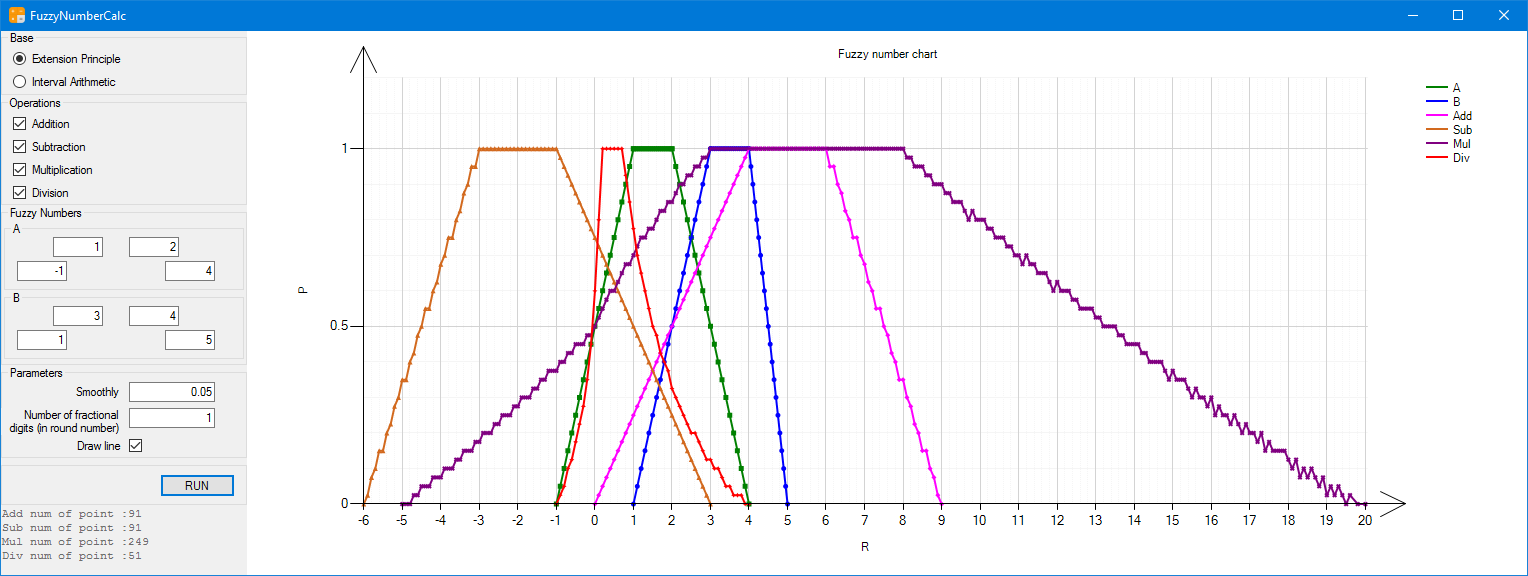 FuzzyNumberCalc
Base
Extension Principle
Interval Arithmetic
Operations
Addition
Subtraction
Multiplication
Division
Fuzzy Numbers
A
1 2
-1 4
B
3 4
1 5
Parameters
Smoothly 0.05
Number of fractional
digits (in round number) 1
Draw line
RUN
Add num of point :91
Sub num of point :91
Mul num of point :249
Div num of point :51
Fuzzy number chart
A
B
Add
Sub
Mul
Div
P
1
0.5
0
-6 -5 -4 -3 -2 -1 0 1 2 3 4 5 6 7 8 9 10 11 12 13 14 15 16 17 18 19 20
R